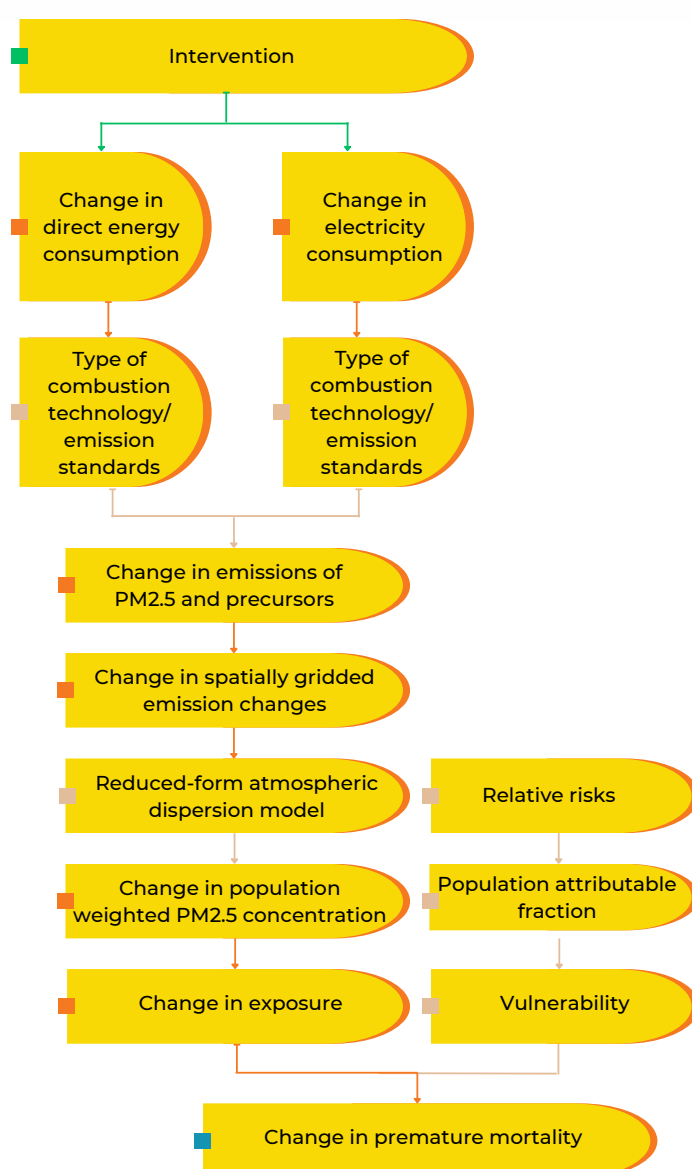 Intervention
Change in
direct energy
consumption
Change in
electricity
consumption
Type of
combustion
technology/
emission
standards
Type of
combustion
technology/
emission
standards
Change in emissions of
PM2.5 and precursors
Change in spatially gridded
emission changes
Reduced-form atmospheric
dispersion model
Relative risks
Change in population
weighted PM2.5 concentration
Population attributable
fraction
Change in exposure
Vulnerability
Change in premature mortality